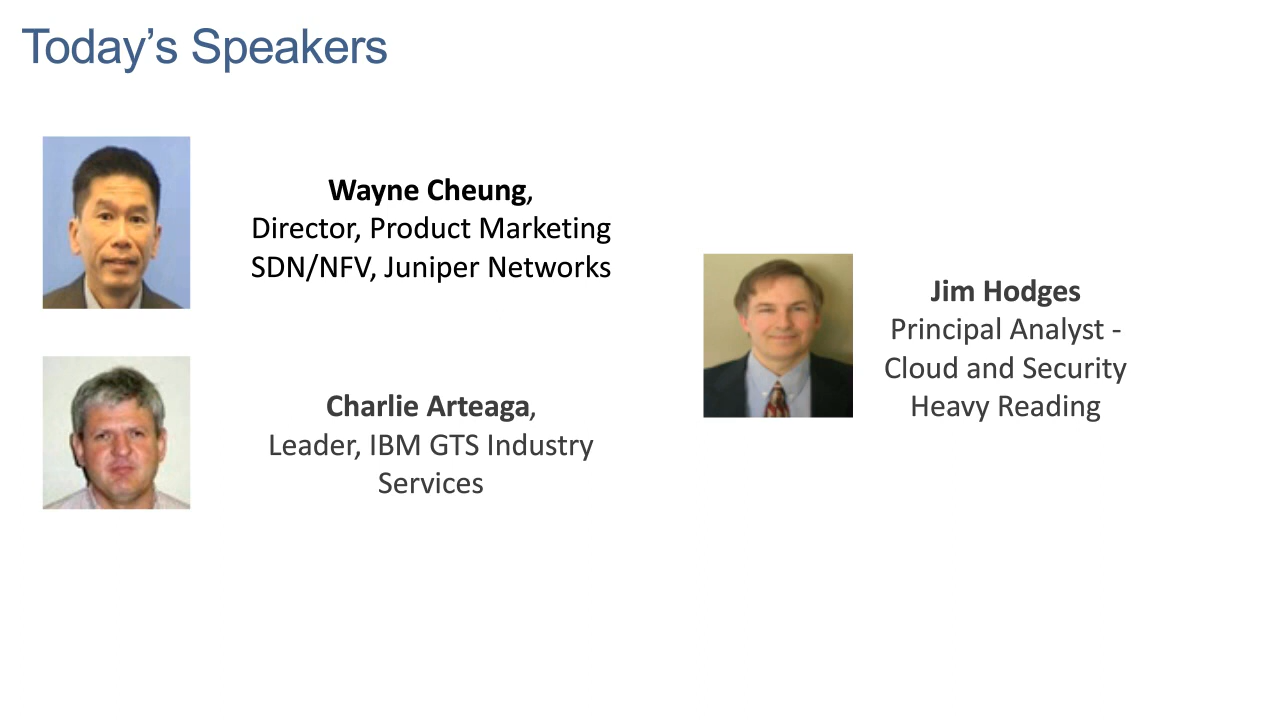 Today’s Speakers
Wayne Cheung,
Director, Product Marketing
SDN/NFV, Juniper Networks
Charlie Arteaga,
Leader, IBM GTS Industry
Services
Jim Hodges
Principal Analyst -
Cloud and Security
Heavy Reading